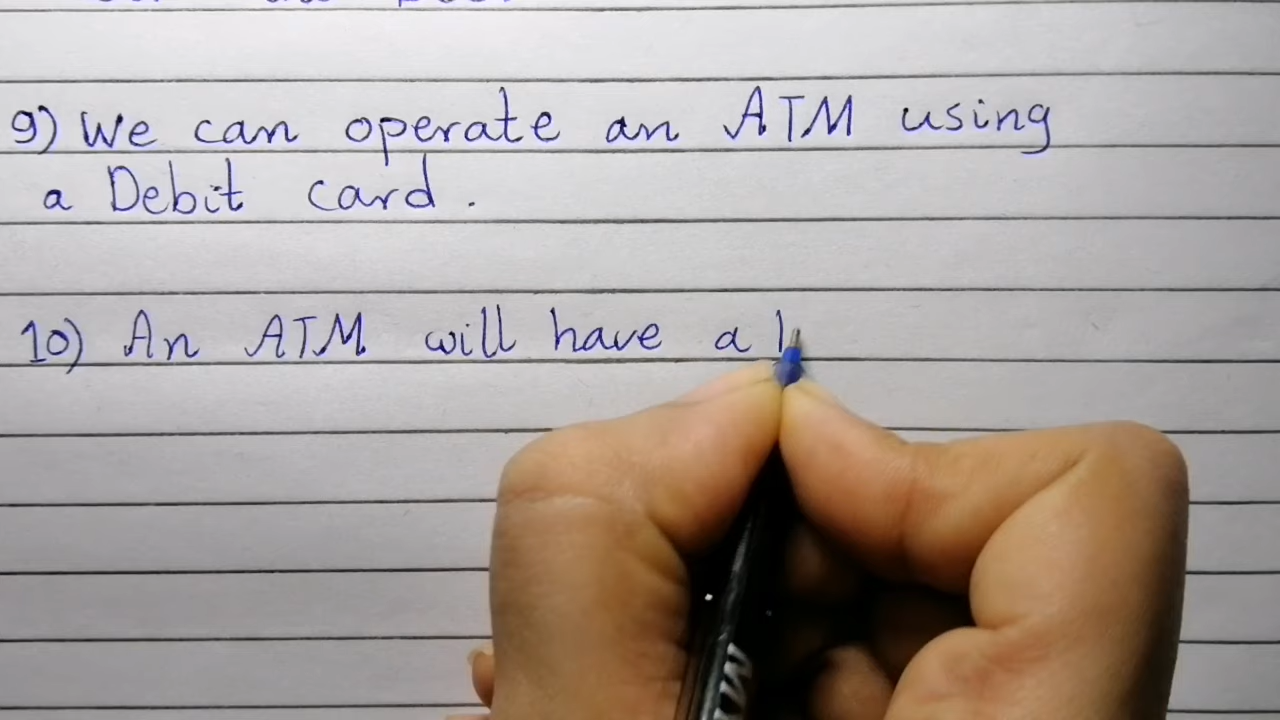 9) We can operate an ATM using
a Debit card.
10) An ATM will have a